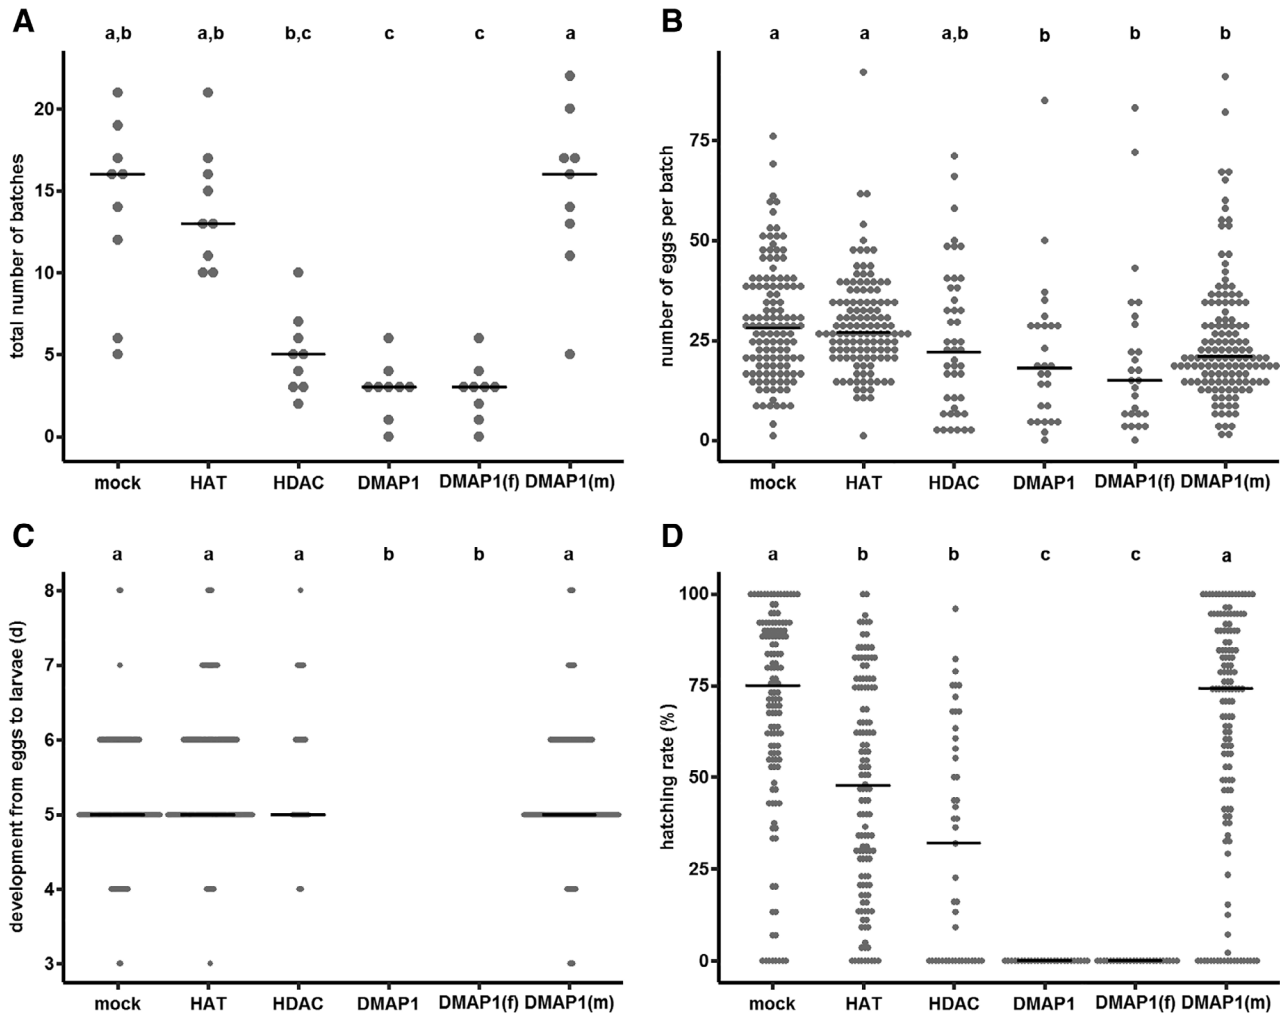 A
a,b a,b b,c c c a
total number of batches
20
15
10
5
0
mock HAT HDAC DMAP1 DMAP1(f) DMAP1(m)
B
a a a,b b b b
number of eggs per batch
75
50
25
0
mock HAT HDAC DMAP1 DMAP1(f) DMAP1(m)
C
a a a b b a
development from eggs to larvae (d)
8
7
6
5
4
3
mock HAT HDAC DMAP1 DMAP1(f) DMAP1(m)
D
a b b c c a
hatching rate (%)
100
75
50
25
0
mock HAT HDAC DMAP1 DMAP1(f) DMAP1(m)